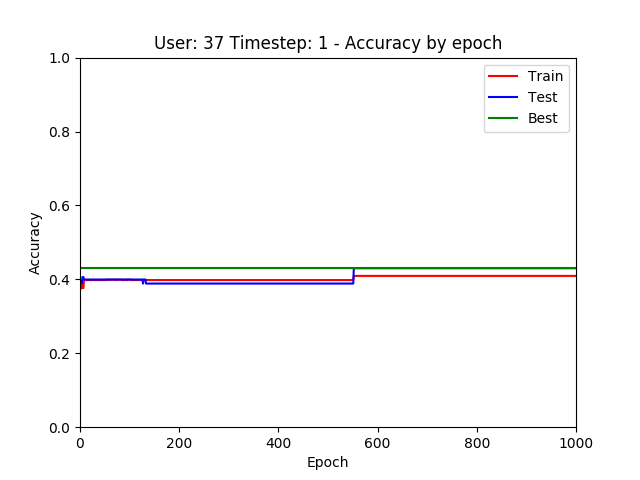 User: 37 Timestep: 1 - Accuracy by epoch
Train
Test
Best
Accuracy
1.0
0.8
0.6
0.4
0.2
0.0
0 200 400 600 800 1000
Epoch